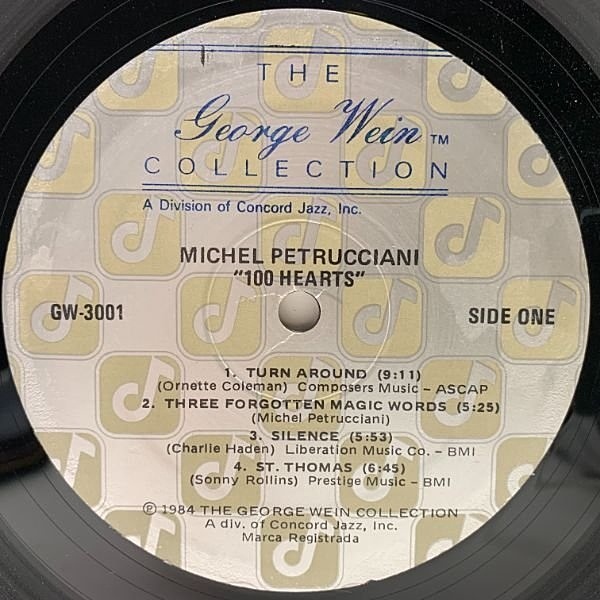 THE
George Wein TM
COLLECTION
A Division of Concord Jazz, Inc.
MICHEL PETRUCCIANI
"100 HEARTS"
GW-3001
SIDE ONE
1. TURN AROUND (9:11)
(Ornette Coleman) Composers Music – ASCAP
2. THREE FORGOTTEN MAGIC WORDS (5:25)
(Michel Petrucciani)
3. SILENCE (5:53)
(Charlie Haden) Liberation Music Co. – BMI
4. ST. THOMAS (6:45)
(Sonny Rollins) Prestige Music – BMI
℗ 1984 THE GEORGE WEIN COLLECTION
A div. of Concord Jazz, Inc.
Marca Registrada